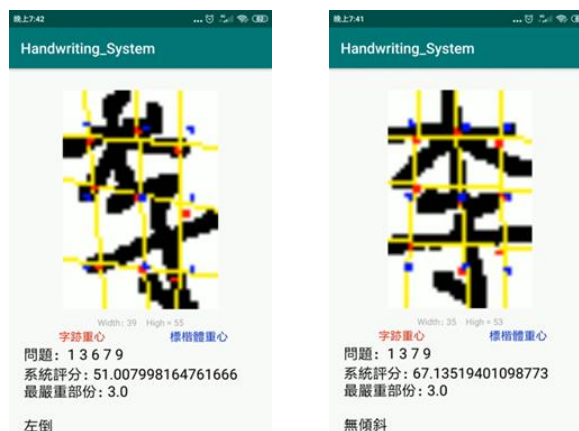 晚上7:42
Handwriting_System
Width: 39 High = 55
字跡重心 標楷體重心
問題: 1 3 6 7 9
系統評分: 51.007998164761666
最嚴重部份: 3.0
左倒
晚上7:41
Handwriting_System
Width: 35 High = 53
字跡重心 標楷體重心
問題: 1 3 7 9
系統評分: 67.13519401098773
最嚴重部份: 3.0
無傾斜